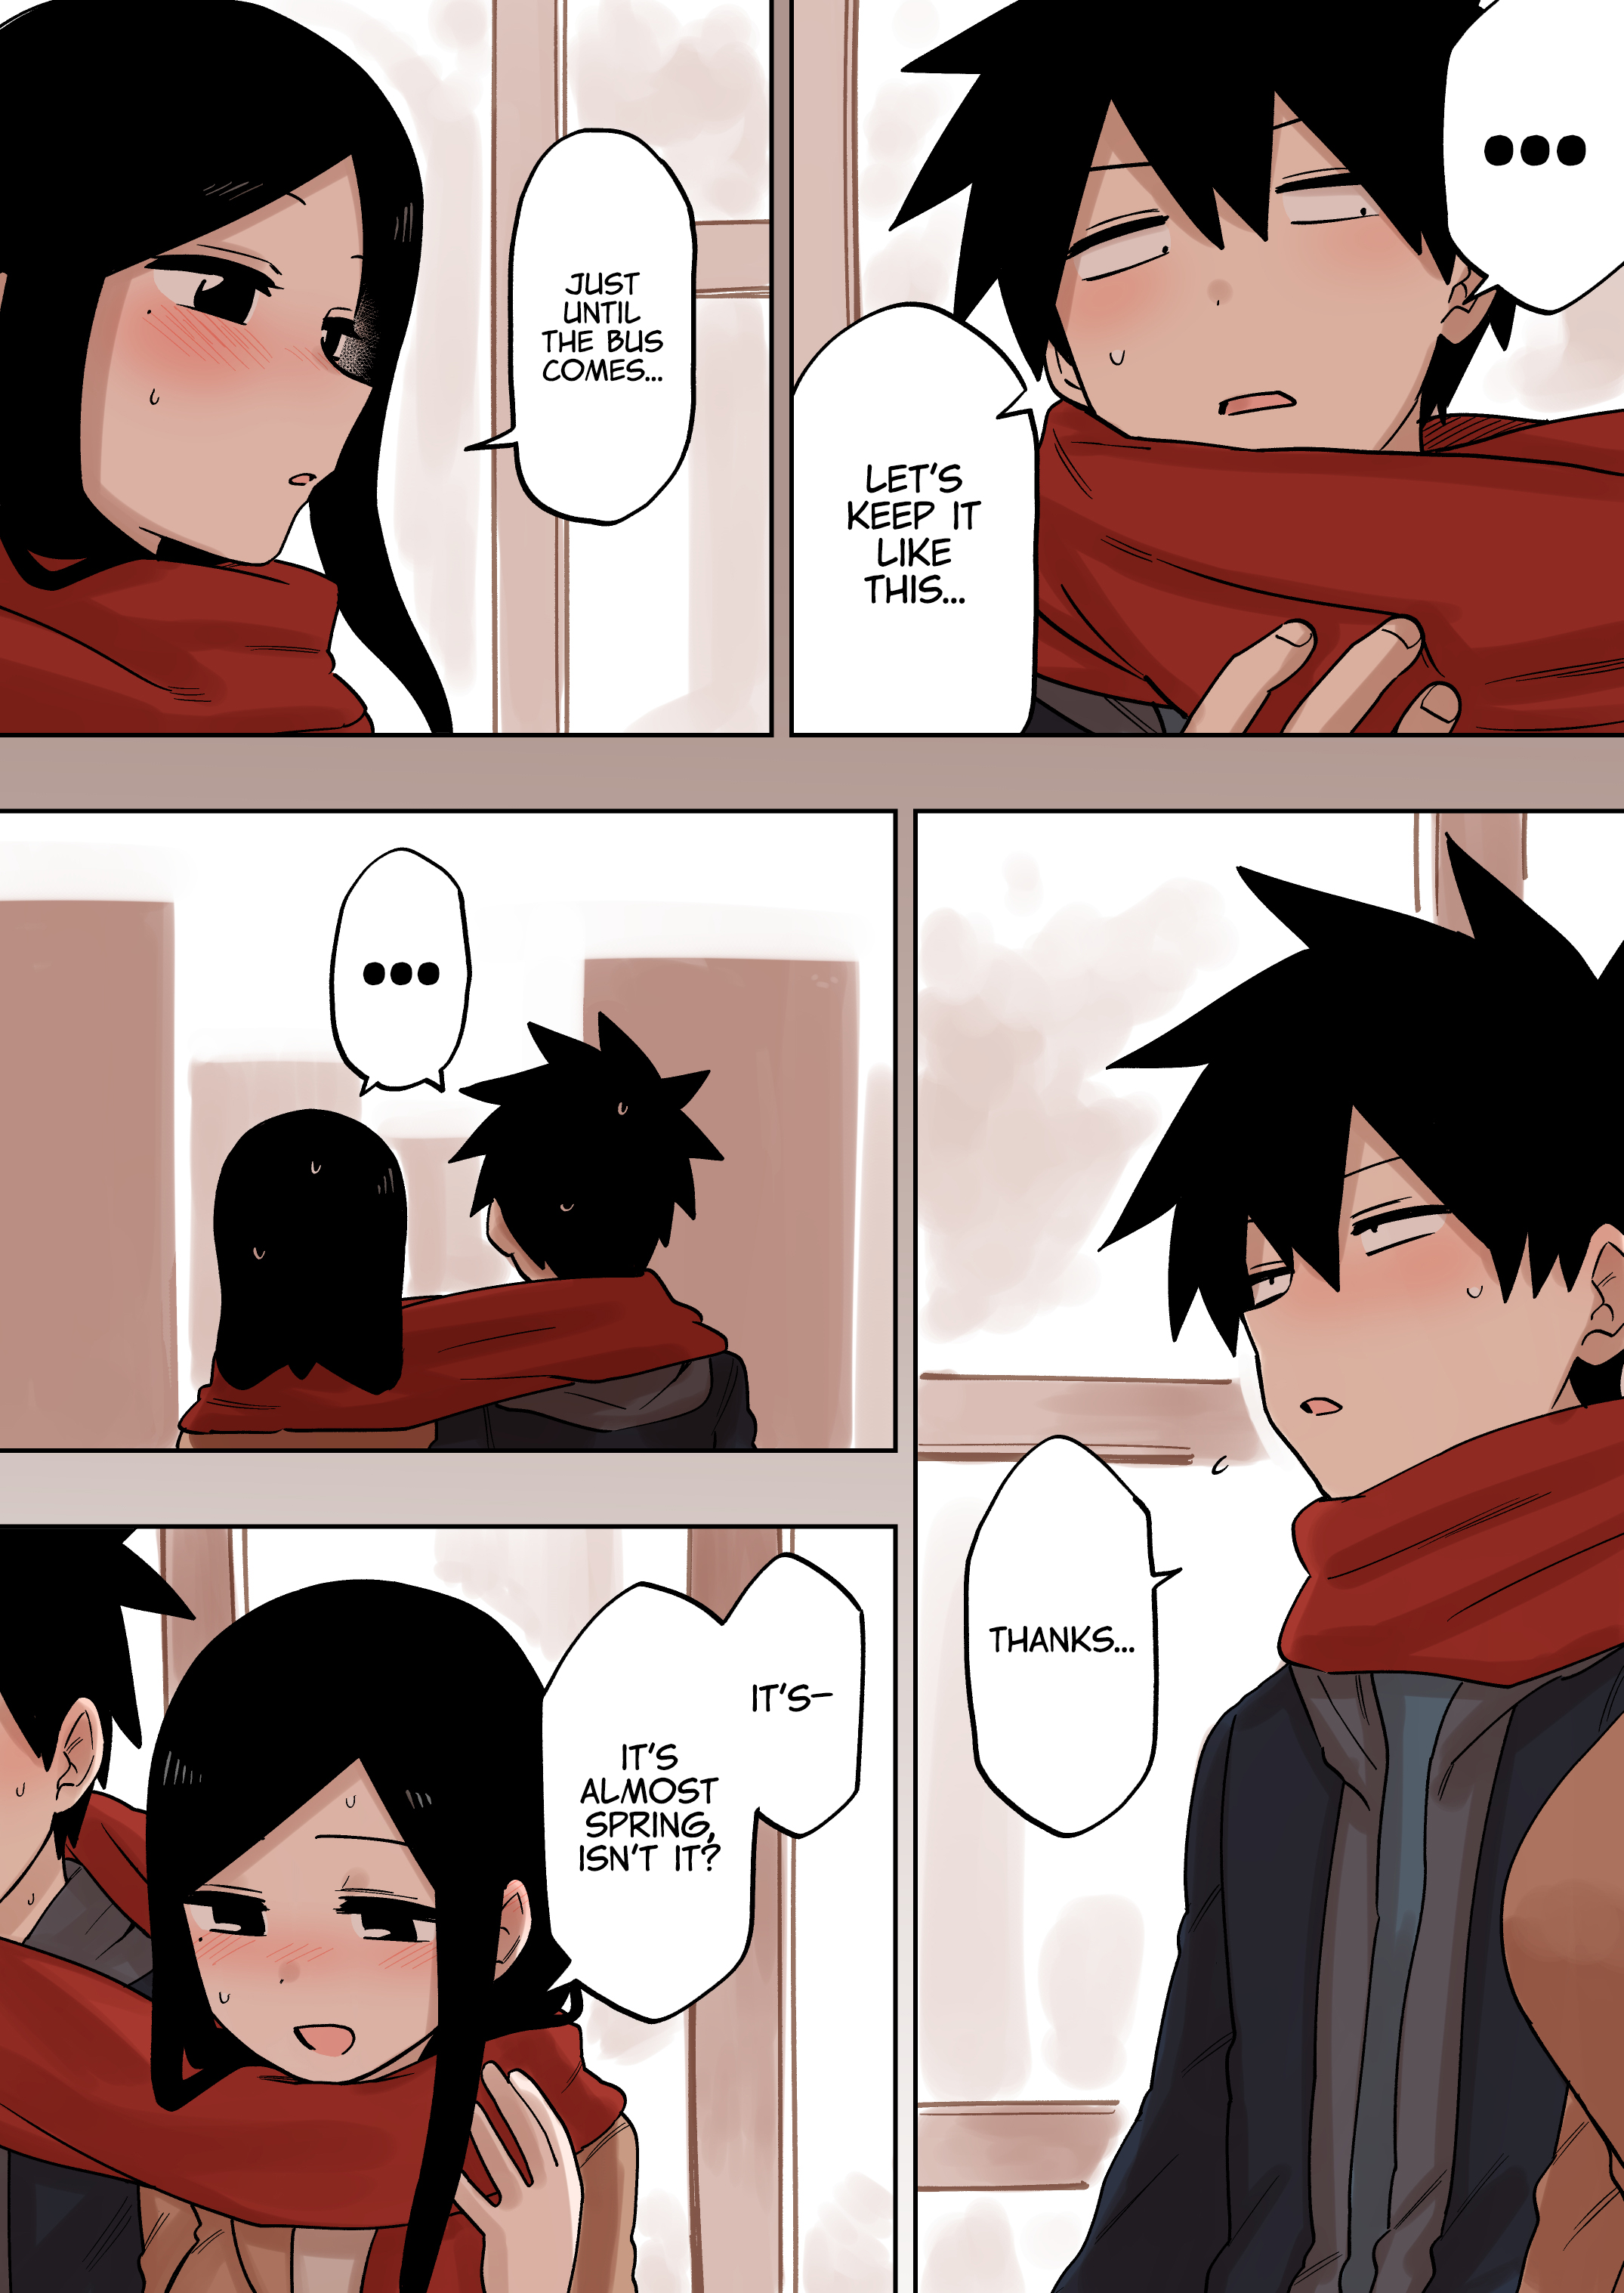 ...
LET'S
KEEP IT
LIKE
THIS...
JUST
UNTIL
THE BUS
COMES...
THANKS...
...
IT'S—
IT'S
ALMOST
SPRING,
ISN'T IT?